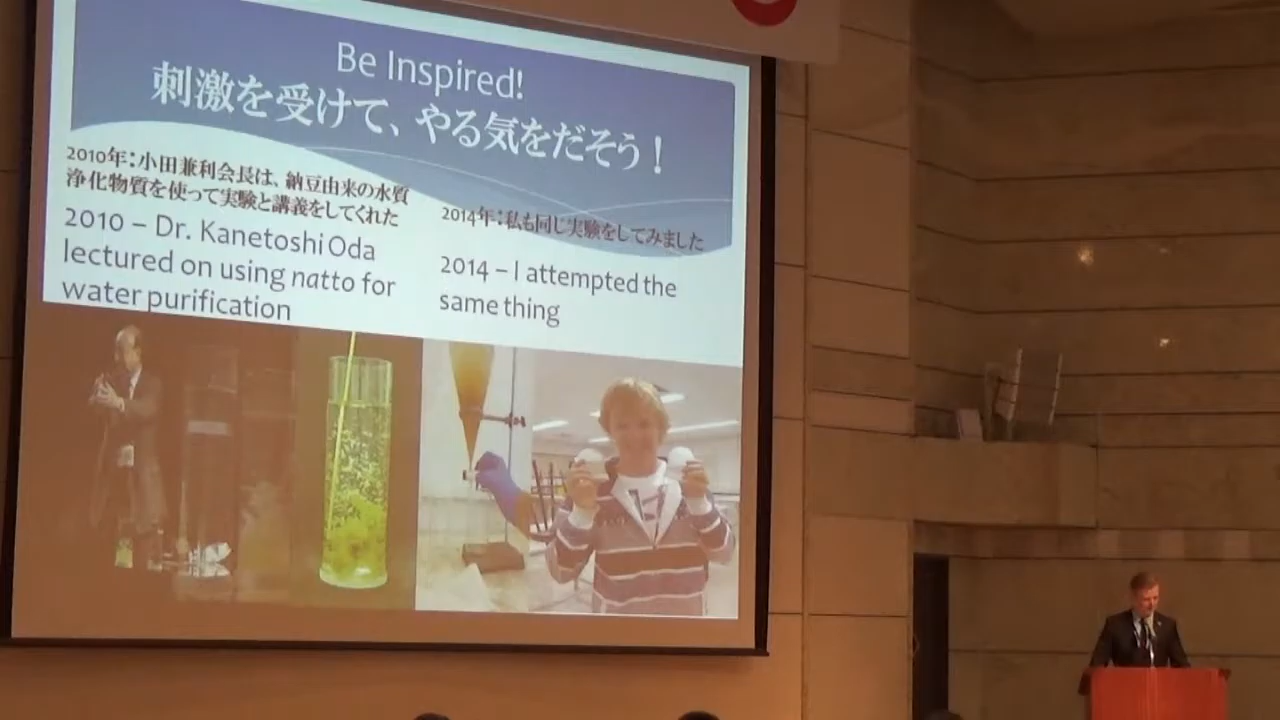 Be Inspired!
刺激を受けて、やる気をだそう！
2010年：小田兼利会長は、納豆由来の水質
浄化物質を使って実験と講義をしてくれた
2010 – Dr. Kanetoshi Oda
lectured on using natto for
water purification
2014年：私も同じ実験をしてみました
2014 – I attempted the
same thing